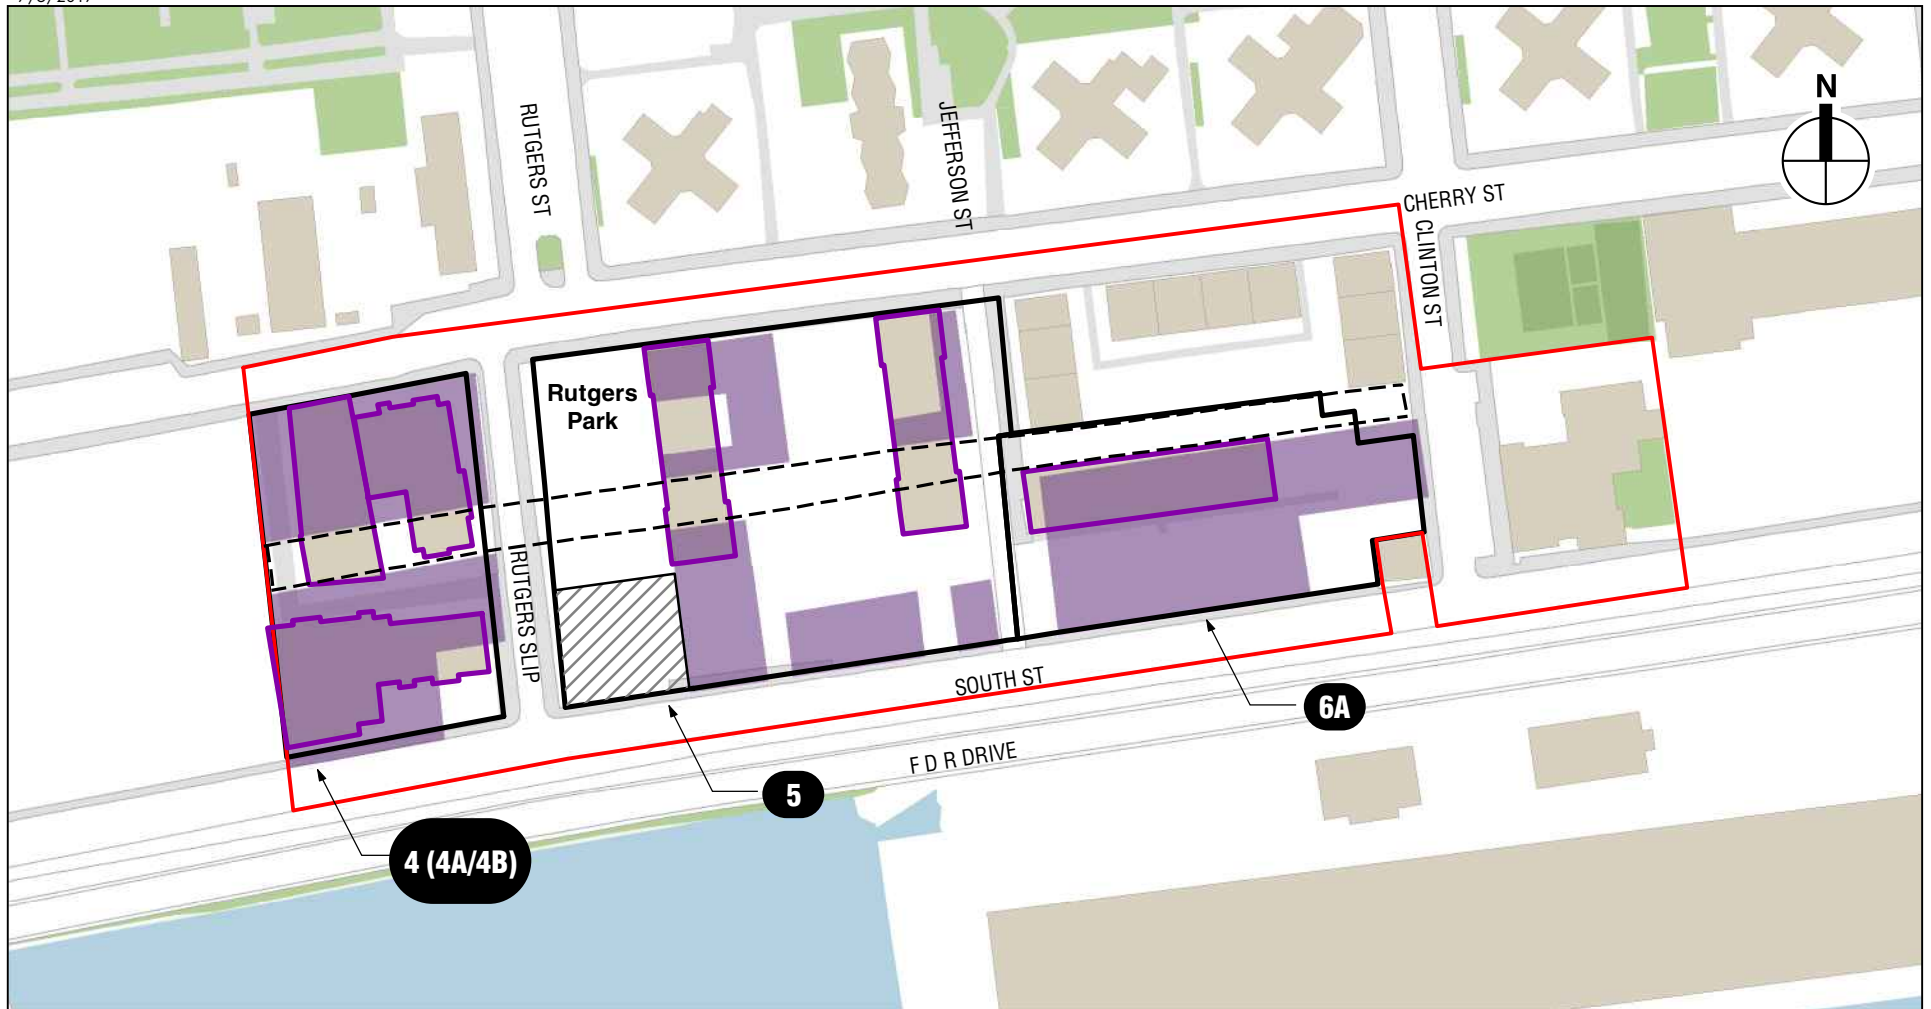 N
RUTGERS ST
JEFFERSON ST
CHERRY ST
CLINTON ST
Rutgers
Park
RUTGERS SLIP
SOUTH ST
F D R DRIVE
6A
5
4 (4A/4B)